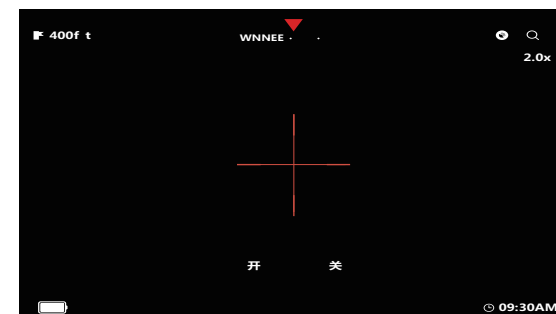 400f t
WNNEE · ·
2.0x
开 关
09:30AM